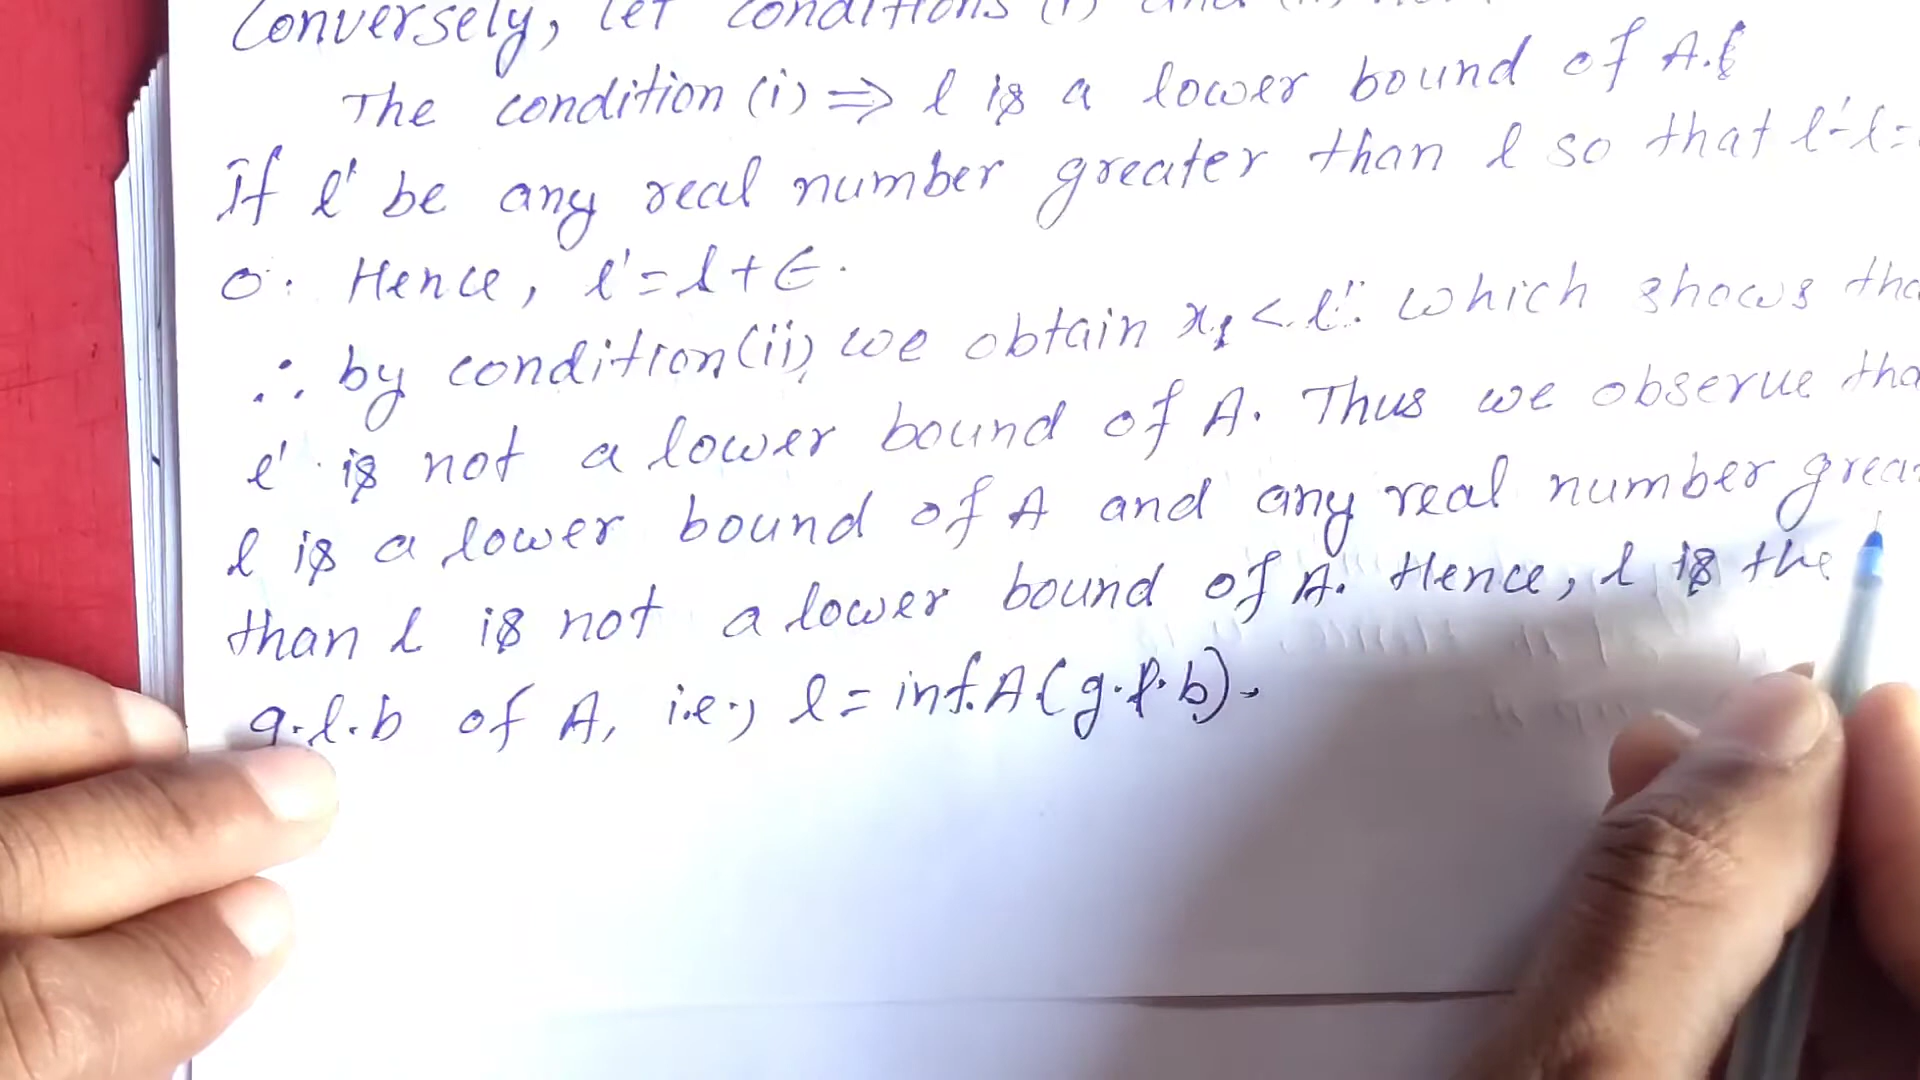 Conversely, let conditions (i) and
The condition (i) ⇒ l is a lower bound of A.
If l' be any real number greater than l so that l'-l=
0. Hence, l'=l+∈.
∴ by condition (ii), we obtain x₁ < l'. which shows tha
l' is not a lower bound of A. Thus we observe tha
l is a lower bound of A and any real number grea
than l is not a lower bound of A. Hence, l is the
g.l.b of A, i.e., l = inf.A (g.l.b).